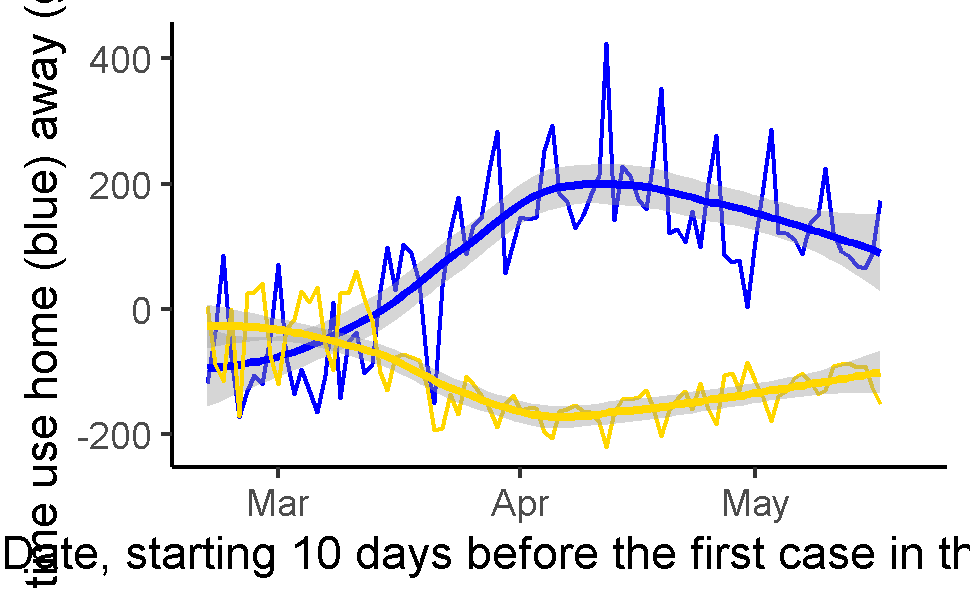 time use home (blue) away (
400
200
0
-200
Mar Apr May
Date, starting 10 days before the first case in th